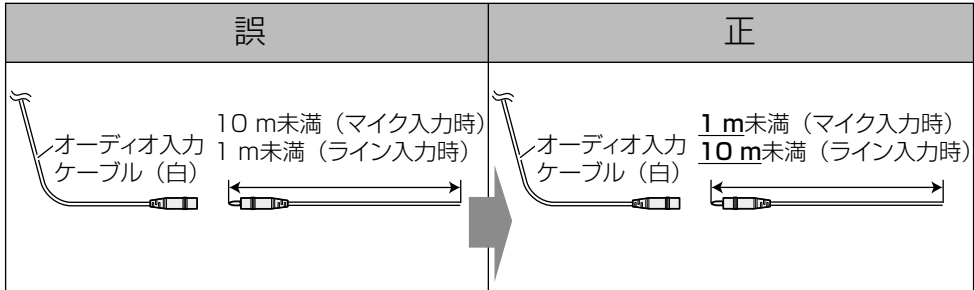 誤
オーディオ入力
ケーブル（白）
10 m未満（マイク入力時）
1 m未満（ライン入力時）
正
オーディオ入力
ケーブル（白）
1 m未満（マイク入力時）
10 m未満（ライン入力時）